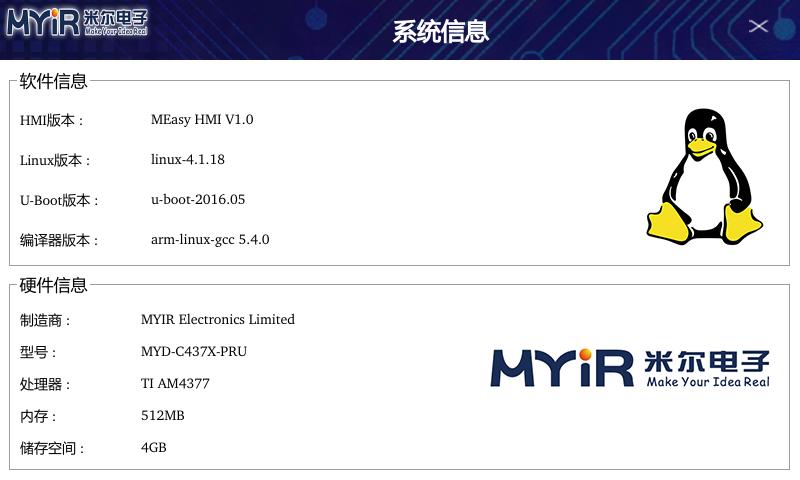 MYiR 米尔电子
Make Your Idea Real
系统信息
软件信息
HMI版本： MEasy HMI V1.0
Linux版本： linux-4.1.18
U-Boot版本： u-boot-2016.05
编译器版本： arm-linux-gcc 5.4.0
硬件信息
制造商： MYIR Electronics Limited
型号： MYD-C437X-PRU
处理器： TI AM4377
内存： 512MB
储存空间： 4GB
MYiR 米尔电子
Make Your Idea Real